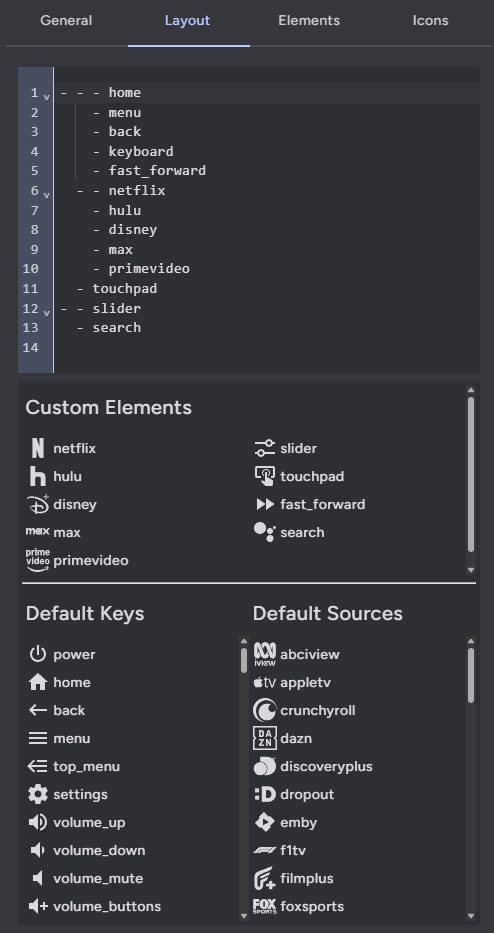 General Layout Elements Icons
1 - - - home
2 - menu
3 - back
4 - keyboard
5 - fast_forward
6 - - netflix
7 - hulu
8 - disney
9 - max
10 - primevideo
11 - touchpad
12 - - slider
13 - search
14
Custom Elements
N netflix
slider
h hulu
touchpad
D+ disney
fast_forward
max max
search
prime video primevideo
Default Keys
power
home
back
menu
top_menu
settings
volume_up
volume_down
volume_mute
volume_buttons
Default Sources
iview abciview
tv appletv
crunchyroll
DAZN dazn
discoveryplus
:D dropout
emby
f1tv
filmplus
FOX SPORTS foxsports